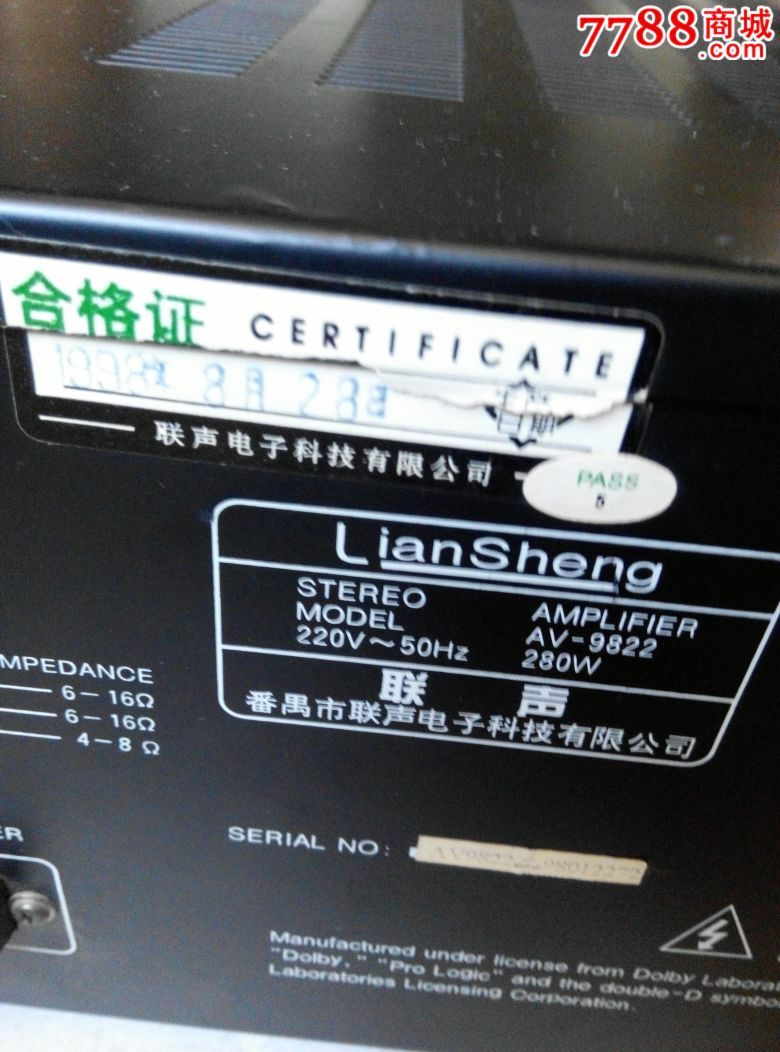 7788商城
.com
合格证 CERTIFICATE
1998年 8月 28日
日期
联声电子科技有限公司
PASS
5
LianSheng
STEREO AMPLIFIER
MODEL AV-9822
220V～50Hz 280W
联 声
番禺市联声电子科技有限公司
MPEDANCE
6-16Ω
6-16Ω
4-8Ω
ER
SERIAL NO:
Manufactured under license from Dolby Labora
"Dolby," "Pro Logic" and the double-D symbo
Laboratories Licensing Corporation.